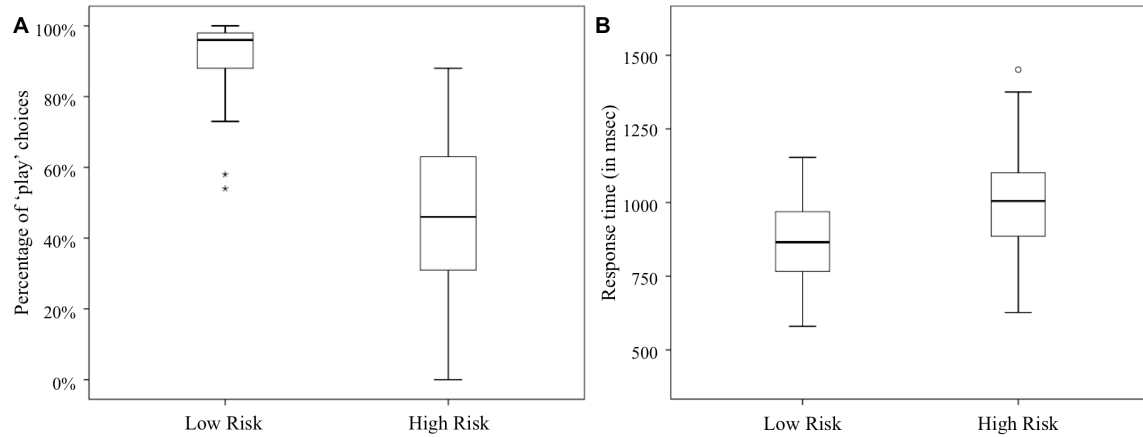 A
Percentage of 'play' choices
100%
80%
60%
40%
20%
0%
Low Risk
High Risk
B
Response time (in msec)
1500
1250
1000
750
500
Low Risk
High Risk